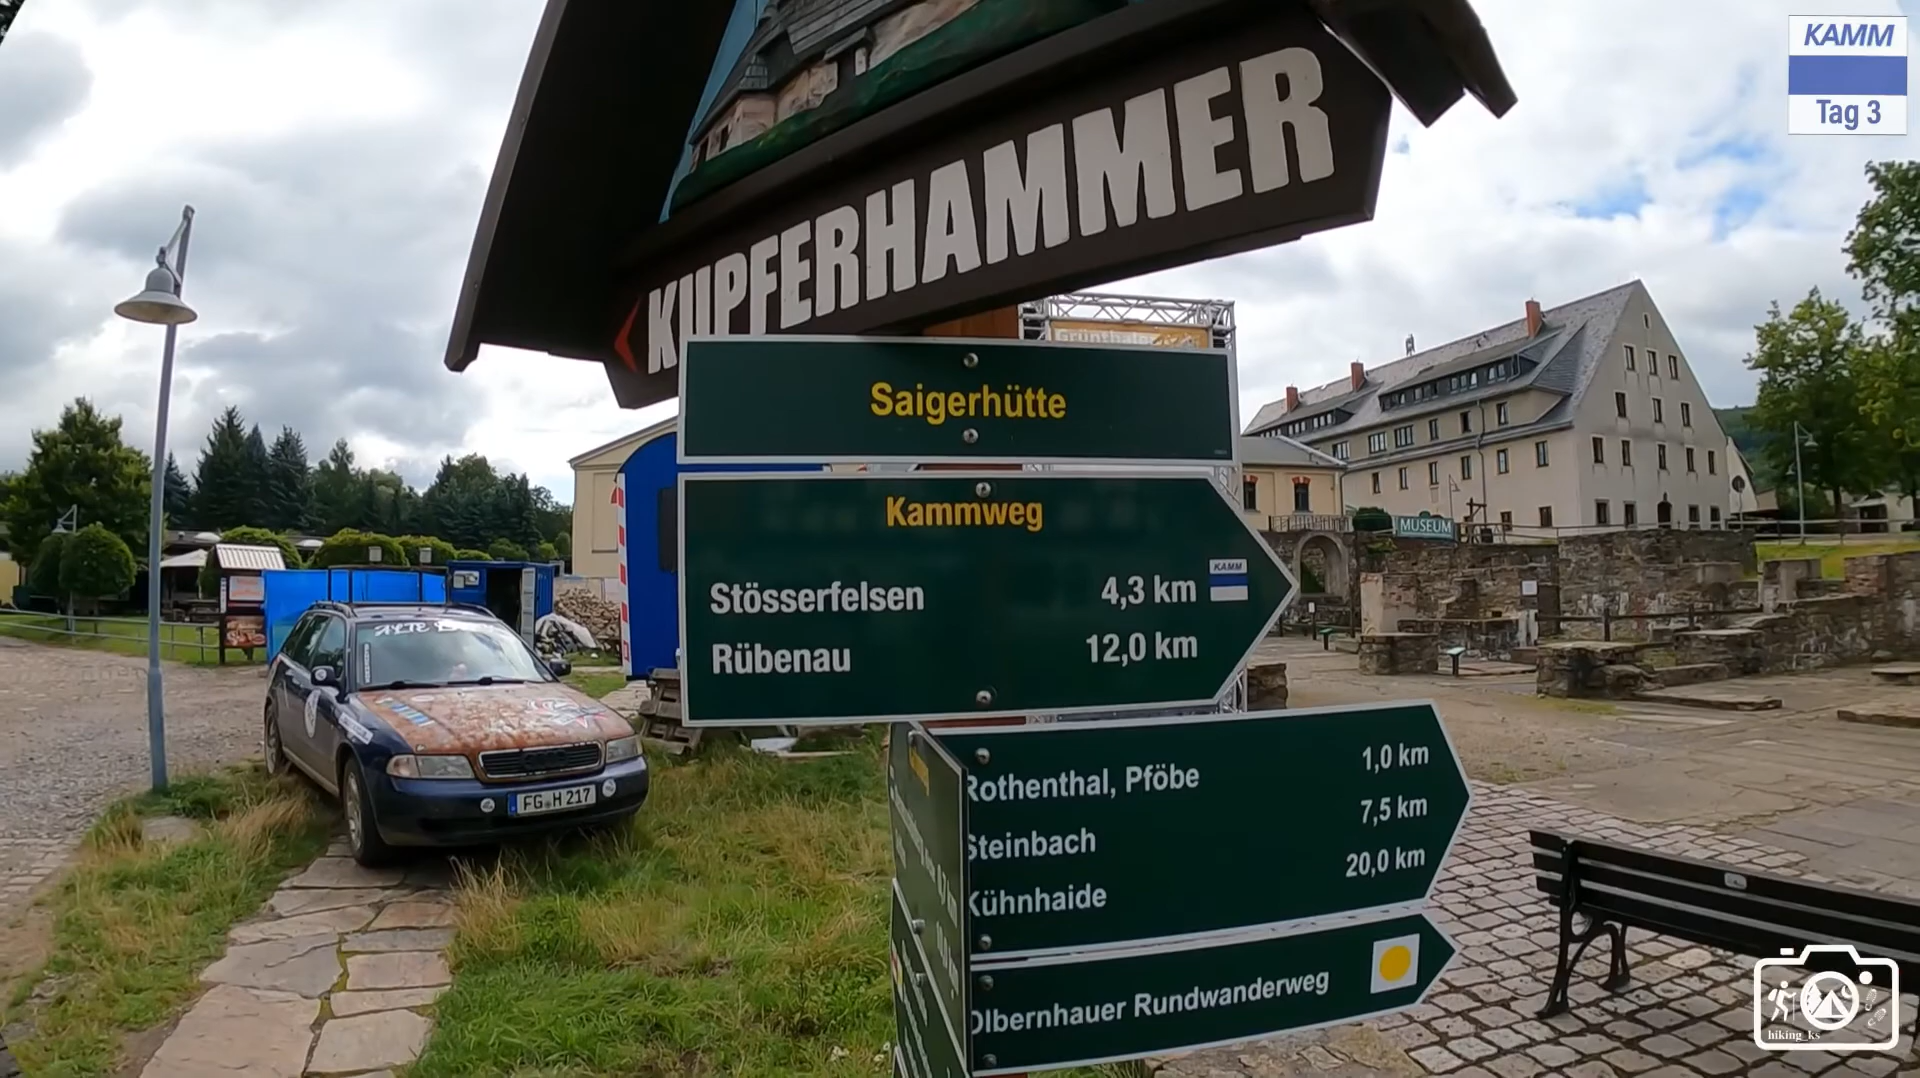 KAMM
Tag 3
KUPFERHAMMER
Grünthaler
Saigerhütte
Kammweg
Stösserfelsen 4,3 km KAMM
Rübenau 12,0 km
MUSEUM
Rothenthal, Pföbe 1,0 km
Steinbach 7,5 km
Kühnhaide 20,0 km
Olbernhauer Rundwanderweg
FG H 217
hiking_ks